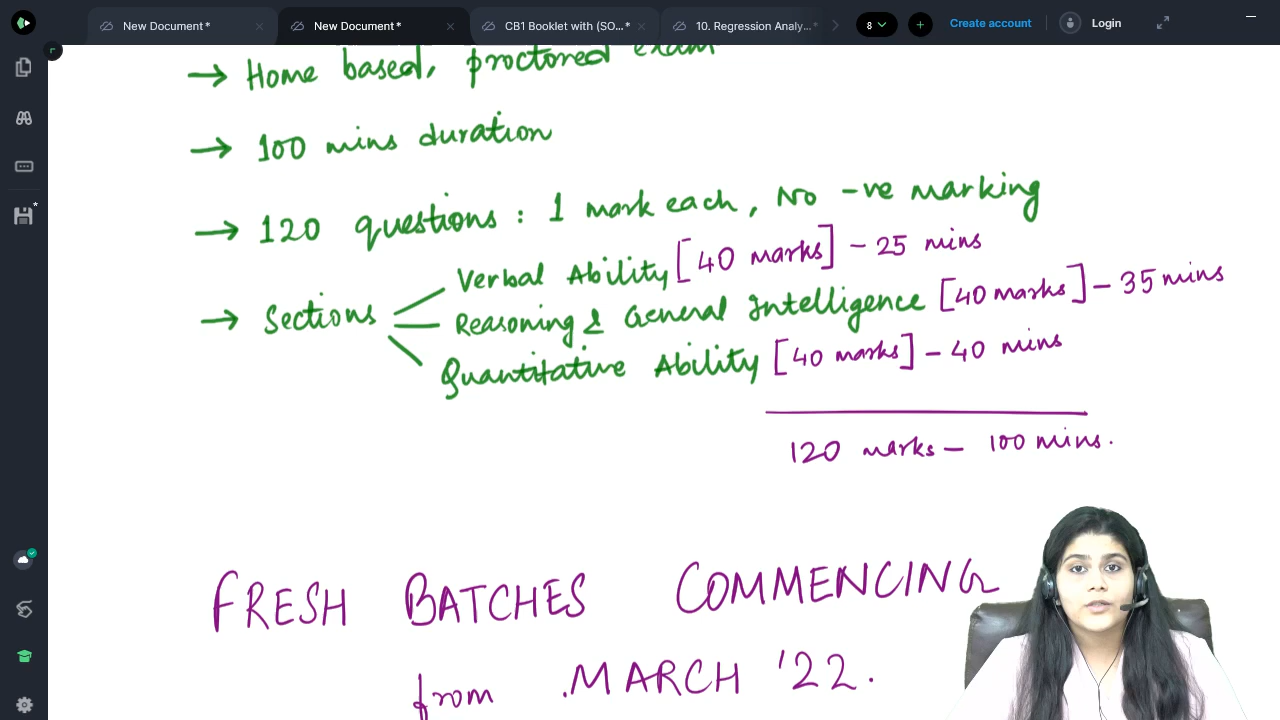 New Document *
New Document *
CB1 Booklet with (SO...*
10. Regression Analy...*
8
Create account
Login
→ Home based, proctored exam
→ 100 mins duration
→ 120 questions : 1 mark each, No -ve marking
Verbal Ability [40 marks] - 25 mins
→ Sections
Reasoning & General Intelligence [40 marks] - 35 mins
Quantitative Ability [40 marks] - 40 mins
120 marks - 100 mins.
FRESH BATCHES COMMENCING
from MARCH '22.